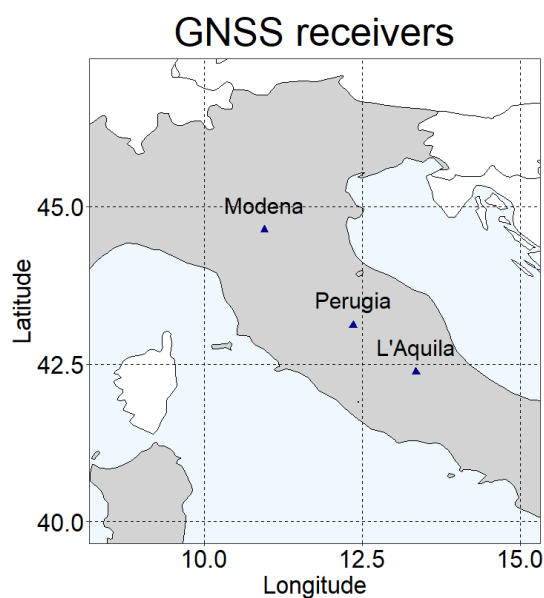 GNSS receivers
Modena
Perugia
L'Aquila
45.0
42.5
40.0
Latitude
10.0 12.5 15.0
Longitude